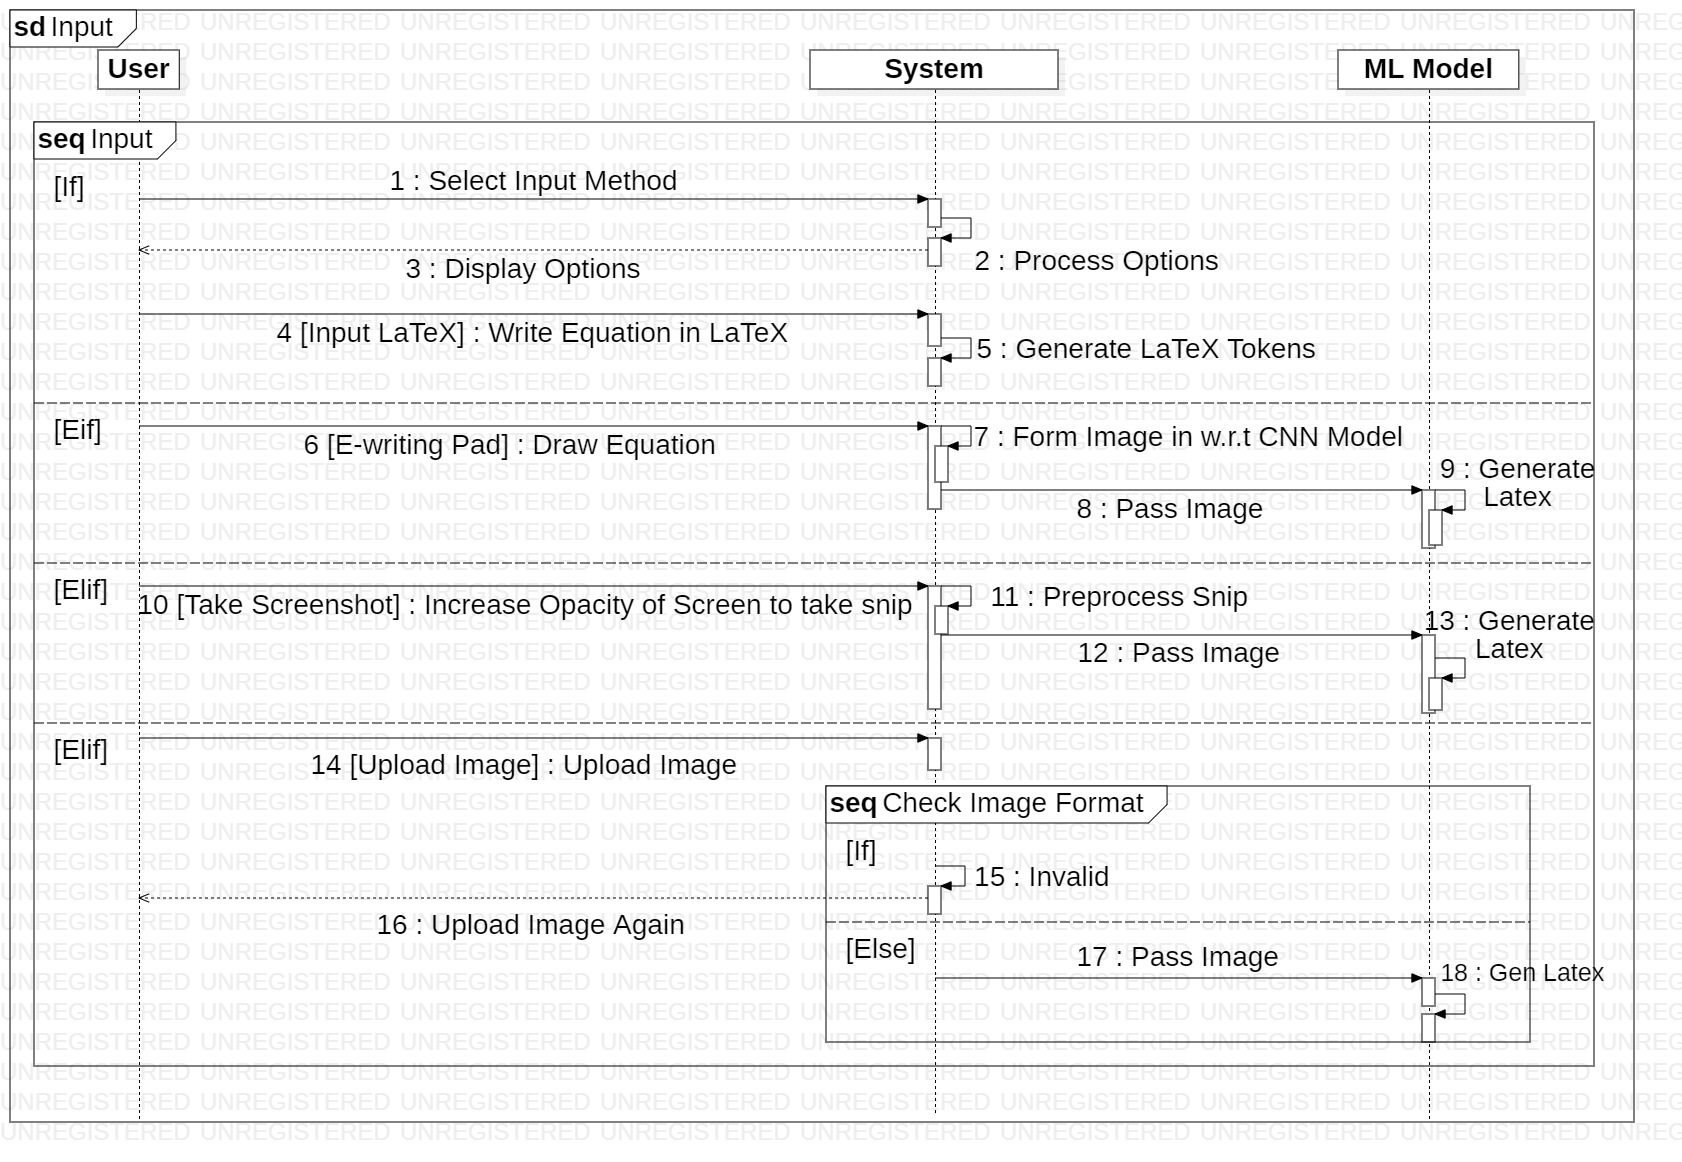 sd Input
User
System
ML Model
seq Input
[If]
1 : Select Input Method
2 : Process Options
3 : Display Options
4 [Input LaTeX] : Write Equation in LaTeX
5 : Generate LaTeX Tokens
[Eif]
6 [E-writing Pad] : Draw Equation
7 : Form Image in w.r.t CNN Model
8 : Pass Image
9 : Generate
Latex
[Elif]
10 [Take Screenshot] : Increase Opacity of Screen to take snip
11 : Preprocess Snip
12 : Pass Image
13 : Generate
Latex
[Elif]
14 [Upload Image] : Upload Image
seq Check Image Format
[If]
15 : Invalid
16 : Upload Image Again
[Else]
17 : Pass Image
18 : Gen Latex
UNREGISTERED